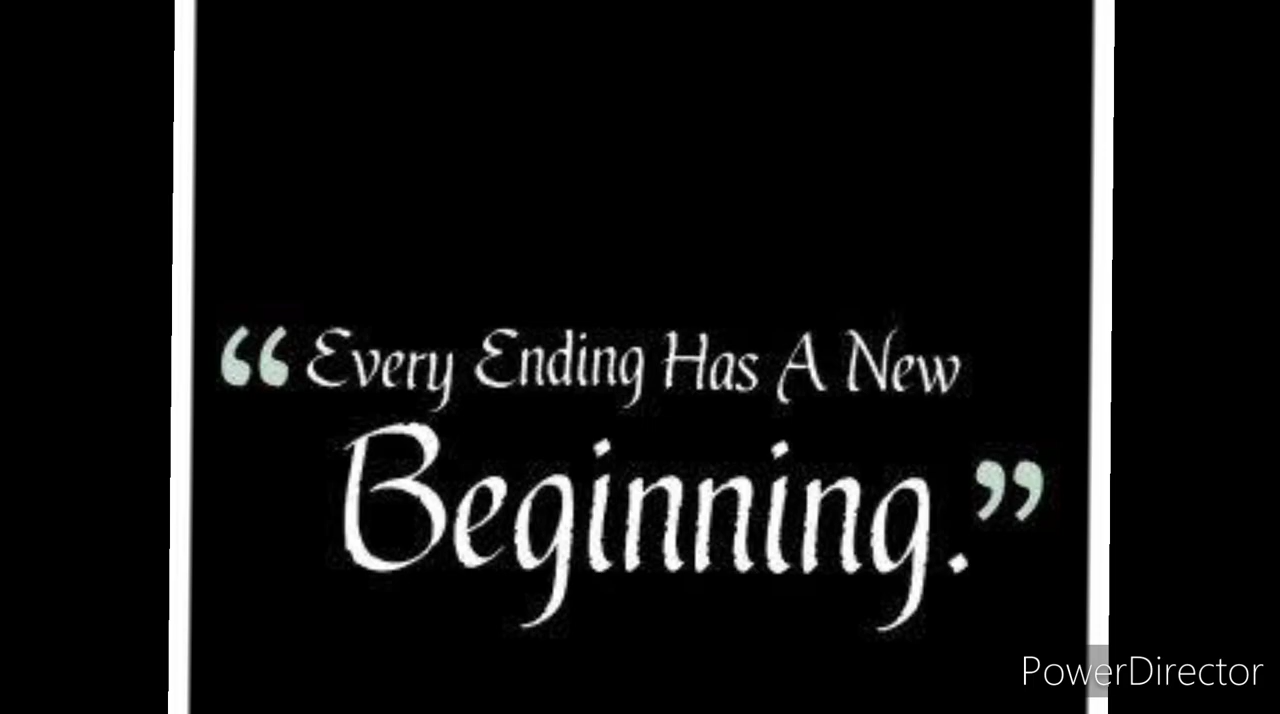 “Every Ending Has A New
Beginning.”
PowerDirector